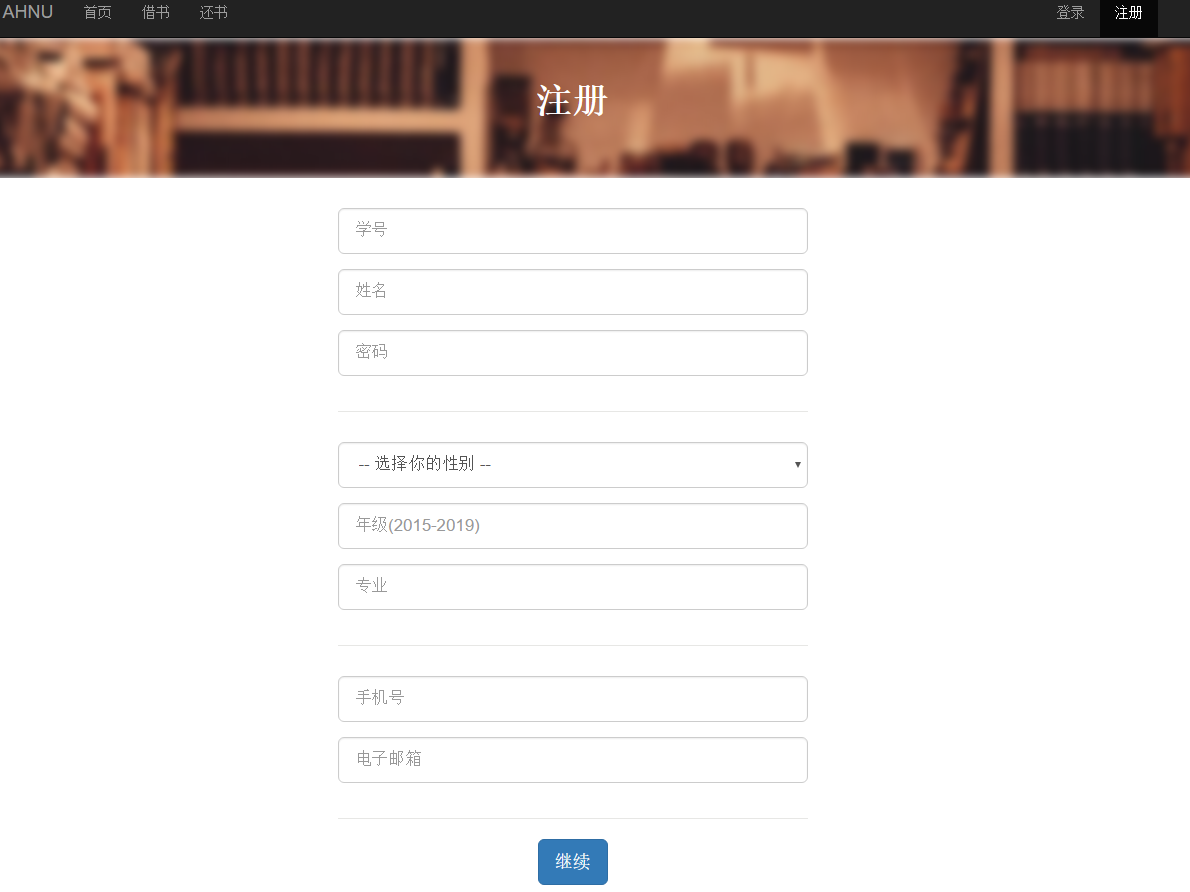 AHNU 首页 借书 还书 登录 注册
注册
学号
姓名
密码
-- 选择你的性别 --
年级(2015-2019)
专业
手机号
电子邮箱
继续